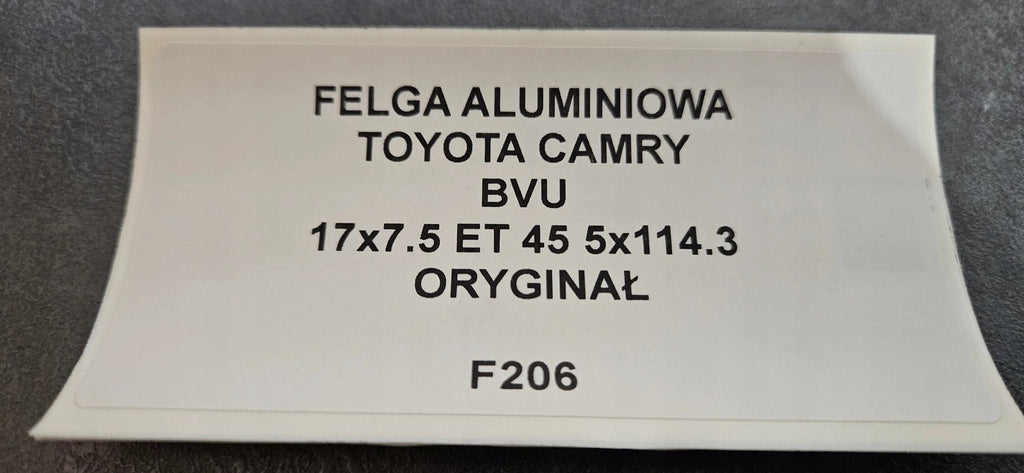 FELGA ALUMINIOWA
TOYOTA CAMRY
BVU
17x7.5 ET 45 5x114.3
ORYGINAŁ
F206